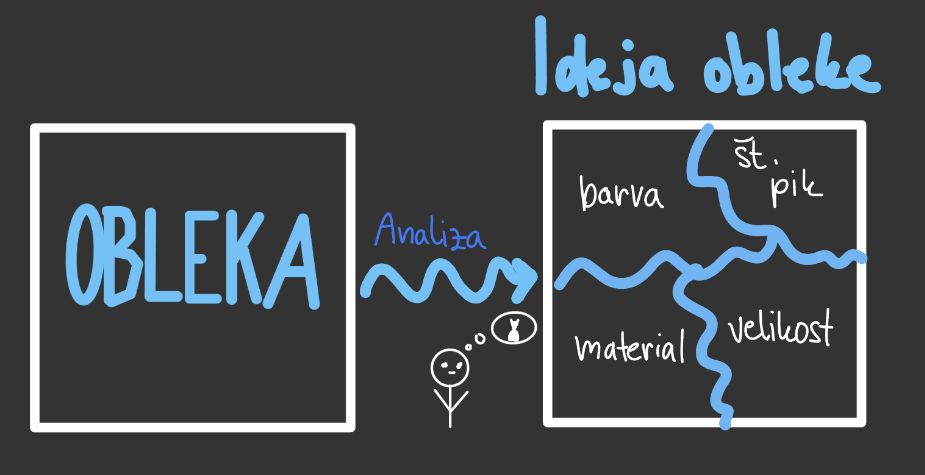 Ideja obleke
OBLEKA
Analiza
barva
št.
pik
material
velikost